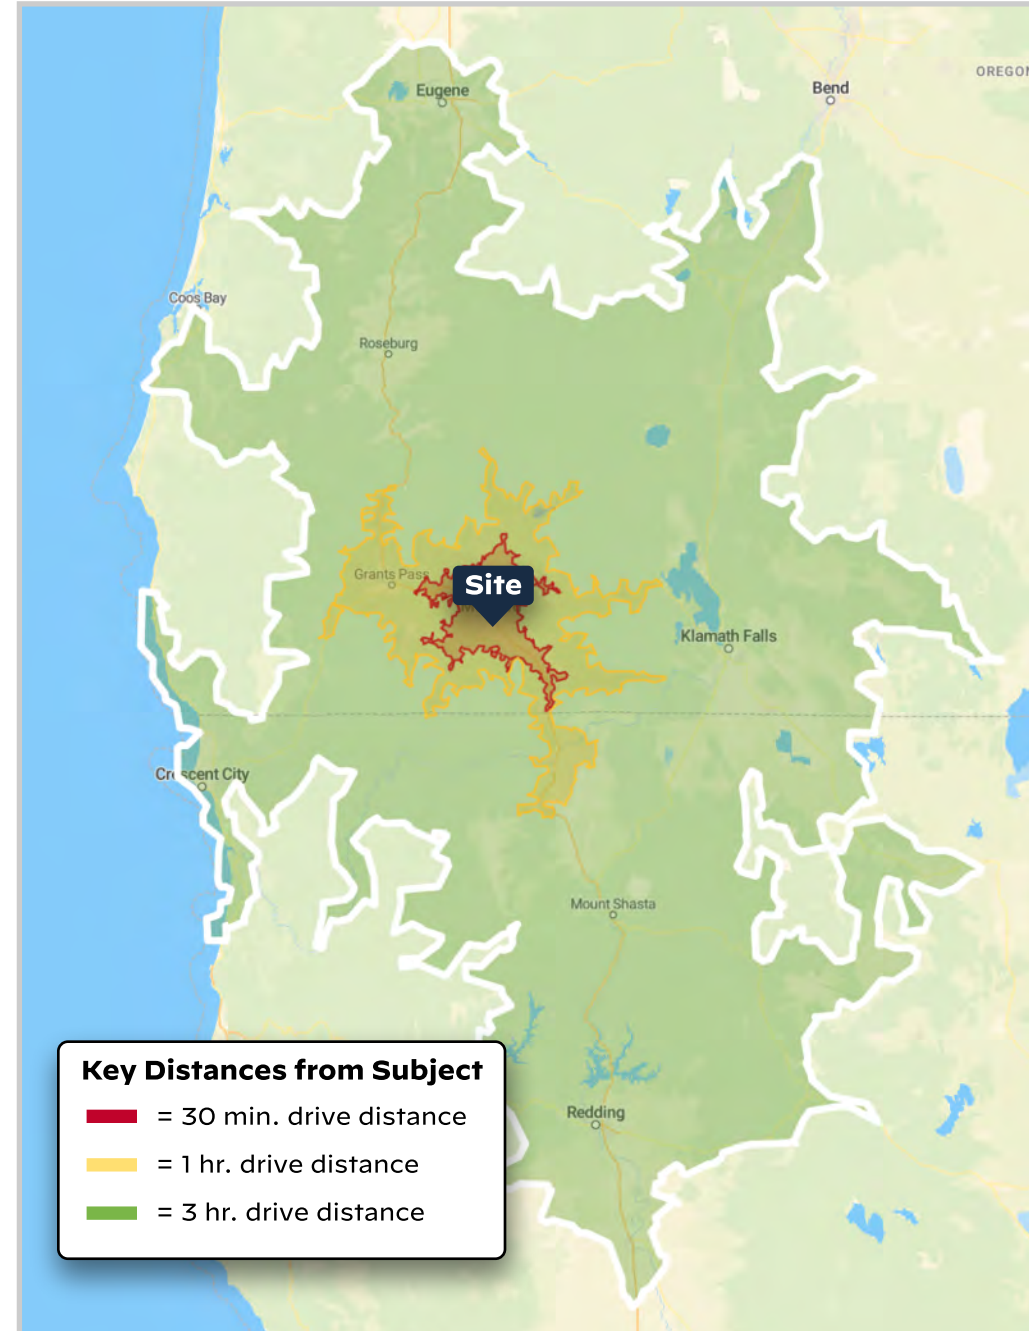 Eugene
Bend
OREGON
Coos Bay
Roseburg
Grants Pass
Site
Klamath Falls
Crescent City
Mount Shasta
Redding
Key Distances from Subject
= 30 min. drive distance
= 1 hr. drive distance
= 3 hr. drive distance